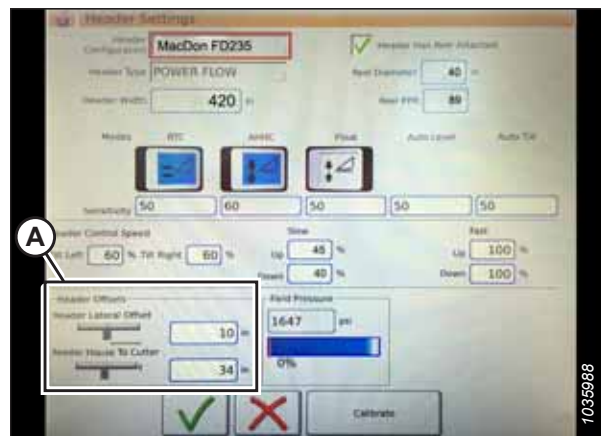 Header Settings
Header Configuration MacDon FD235 Header Has Reel Attached
Header Type POWER FLOW Reel Diameter 40 in
Header Width 420 in Reel PPR 89
Modes RTC AHHC Float Auto Level Auto Tilt
Sensitivity 50 60 50 50 50
Header Control Speed Slow Fast
Tilt Left 60 % Tilt Right 60 % Up 45 % Up 100 %
Down 40 % Down 100 %
A
Header Offsets Field Pressure
Header Lateral Offset 10 in 1647 psi
Feeder House To Cutter 34 in 0%
Calibrate
1035988